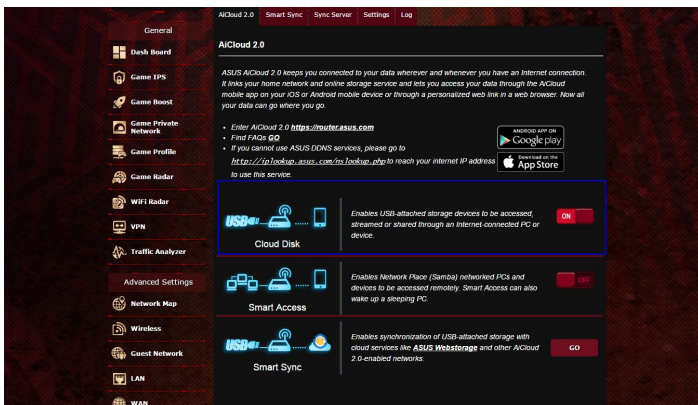 General
Dash Board
Game IPS
Game Boost
Game Private
Network
Game Profile
Game Radar
WiFi Radar
VPN
Traffic Analyzer
Advanced Settings
Network Map
Wireless
Guest Network
LAN
WAN
AiCloud 2.0 Smart Sync Sync Server Settings Log
AiCloud 2.0
ASUS AiCloud 2.0 keeps you connected to your data wherever and whenever you have an Internet connection.
It links your home network and online storage service and lets you access your data through the AiCloud
mobile app on your iOS or Android mobile device or through a personalized web link in a web browser. Now all
your data can go where you go.
• Enter AiCloud 2.0 https://router.asus.com
• Find FAQs GO
• If you cannot use ASUS DDNS services, please go to
http://iplookup.asus.com/nslookup.php to reach your internet IP address
to use this service.
ANDROID APP ON
Google play
Download on the
App Store
USB
Cloud Disk
Enables USB-attached storage devices to be accessed,
streamed or shared through an Internet-connected PC or
device.
ON
Smart Access
Enables Network Place (Samba) networked PCs and
devices to be accessed remotely. Smart Access can also
wake up a sleeping PC.
OFF
USB
Smart Sync
Enables synchronization of USB-attached storage with
cloud services like ASUS Webstorage and other AiCloud
2.0-enabled networks.
GO